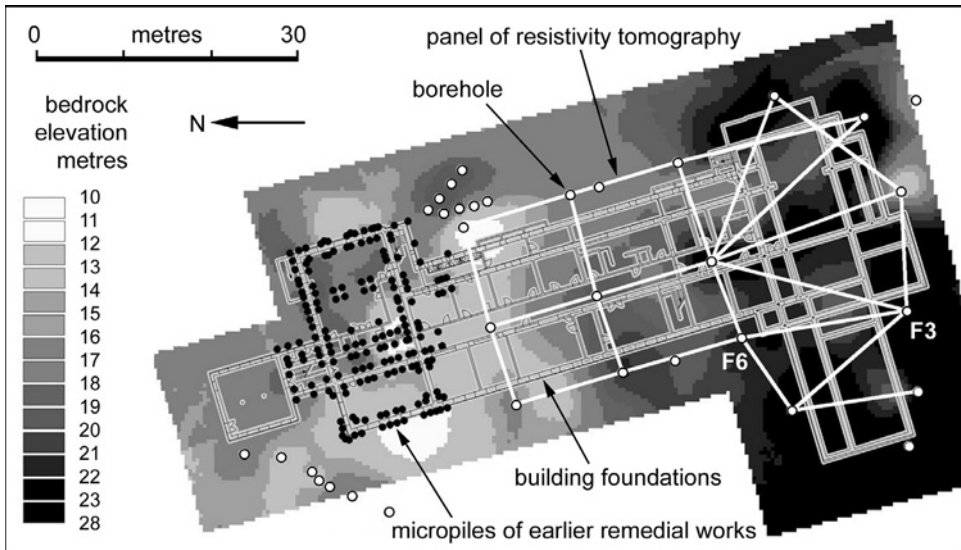 0 metres 30
panel of resistivity tomography
borehole
N
bedrock
elevation
metres
10
11
12
13
14
15
16
17
18
19
20
21
22
23
28
F6
F3
building foundations
micropiles of earlier remedial works